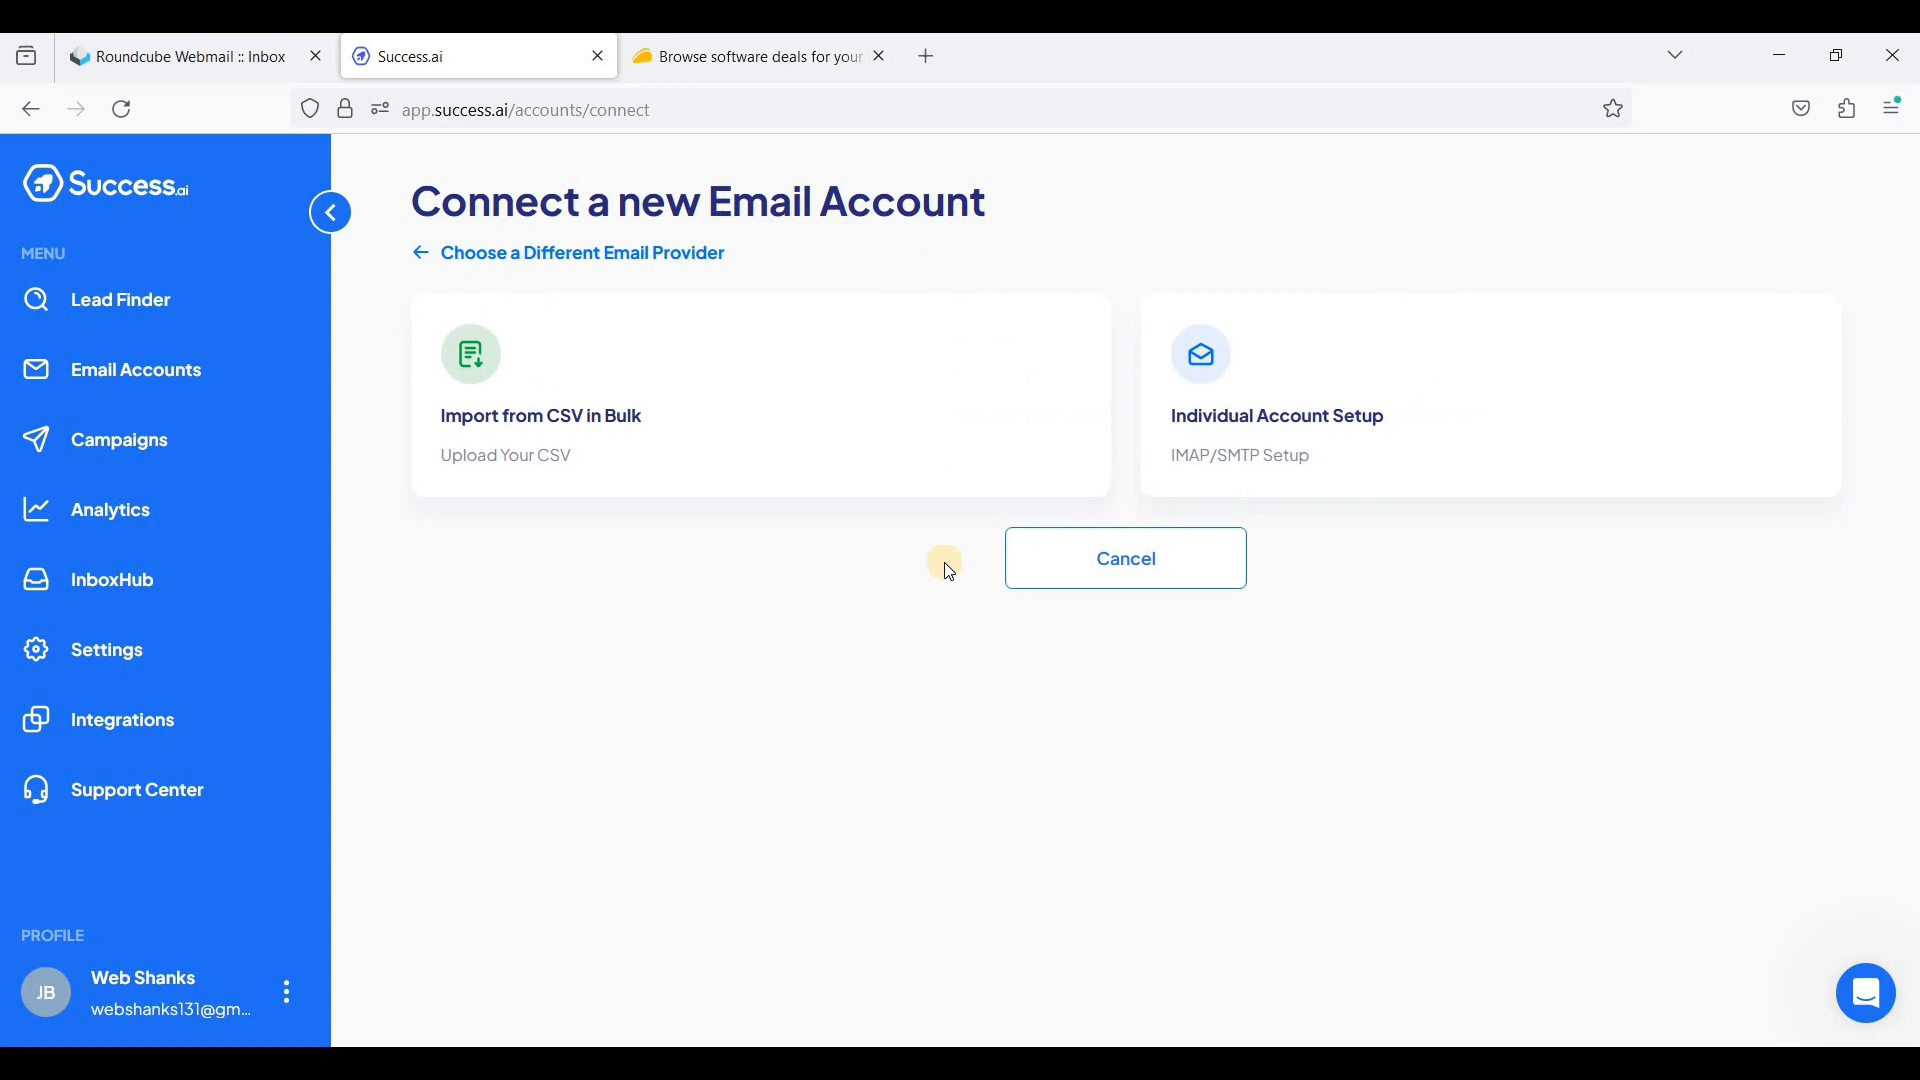 Roundcube Webmail :: Inbox
Success.ai
Browse software deals for your
app.success.ai/accounts/connect
Success.ai
MENU
Lead Finder
Email Accounts
Campaigns
Analytics
InboxHub
Settings
Integrations
Support Center
PROFILE
JB
Web Shanks
webshanks131@gm...
Connect a new Email Account
Choose a Different Email Provider
Import from CSV in Bulk
Upload Your CSV
Individual Account Setup
IMAP/SMTP Setup
Cancel